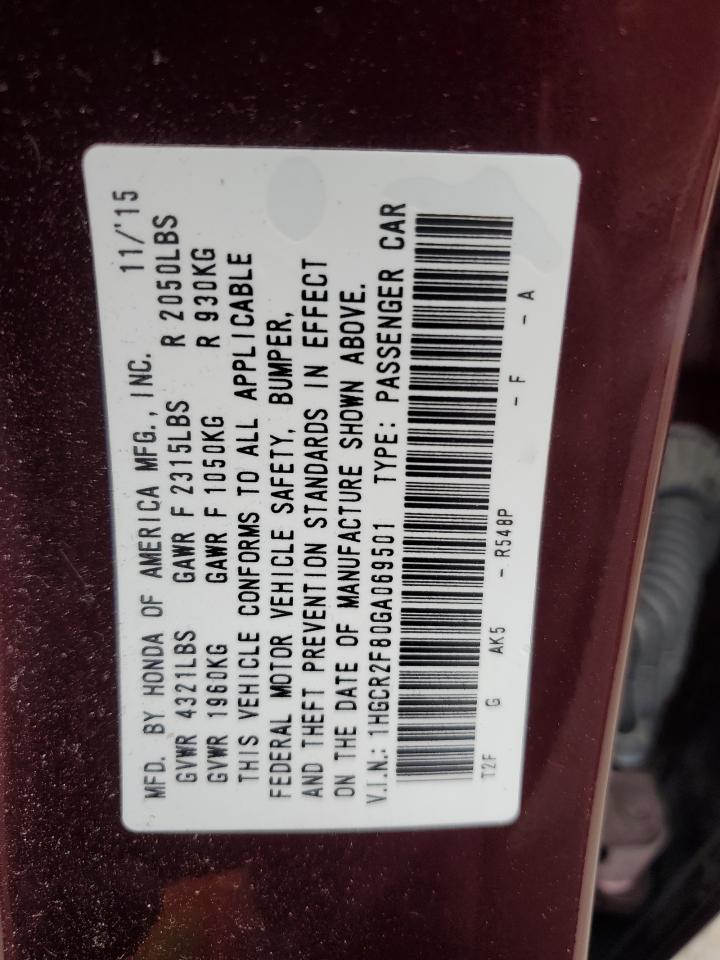 MFD. BY HONDA OF AMERICA MFG., INC. 11/'15
GVWR 4321LBS GAWR F 2315LBS R 2050LBS
GVWR 1960KG GAWR F 1050KG R 930KG
THIS VEHICLE CONFORMS TO ALL APPLICABLE
FEDERAL MOTOR VEHICLE SAFETY, BUMPER,
AND THEFT PREVENTION STANDARDS IN EFFECT
ON THE DATE OF MANUFACTURE SHOWN ABOVE.
V.I.N.: 1HGCR2F80GA069501 TYPE: PASSENGER CAR
T2F G AK5 - R548P - F - A